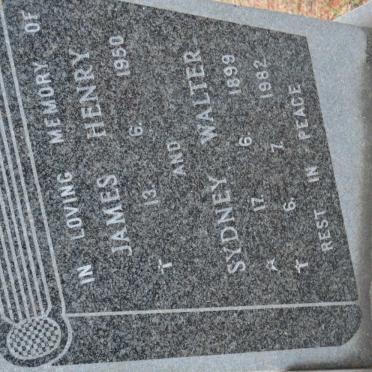 IN LOVING MEMORY OF
JAMES HENRY
† 13. 6. 1950
AND
SYDNEY WALTER
* 17 6. 1899
† 6. 7. 1982
REST IN PEACE